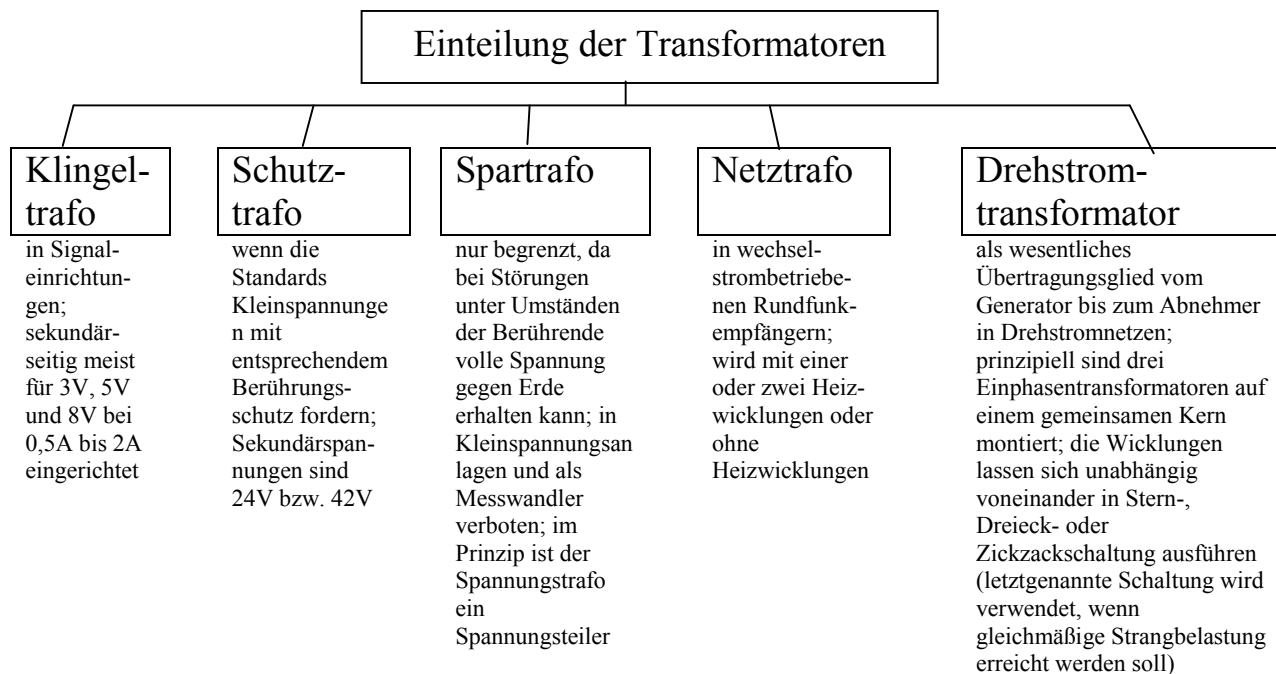 Einteilung der Transformatoren
Klingel-
trafo
in Signal-
einrichtun-
gen;
sekundär-
seitig meist
für 3V, 5V
und 8V bei
0,5A bis 2A
eingerichtet
Schutz-
trafo
wenn die
Standards
Kleinspannunge
n mit
entsprechendem
Berührungs-
schutz fordern;
Sekundärspan-
nungen sind
24V bzw. 42V
Spartrafo
nur begrenzt, da
bei Störungen
unter Umständen
der Berührende
volle Spannung
gegen Erde
erhalten kann; in
Kleinspannungsan
lagen und als
Messwandler
verboten; im
Prinzip ist der
Spannungstrafo
ein
Spannungsteiler
Netztrafo
in wechsel-
strombetriebe-
nen Rundfunk-
empfängern;
wird mit einer
oder zwei Heiz-
wicklungen oder
ohne
Heizwicklungen
Drehstrom-
transformator
als wesentliches
Übertragungsglied vom
Generator bis zum Abnehmer
in Drehstromnetzen;
prinzipiell sind drei
Einphasentransformatoren auf
einem gemeinsamen Kern
montiert; die Wicklungen
lassen sich unabhängig
voneinander in Stern-,
Dreieck- oder
Zickzackschaltung ausführen
(letztgenannte Schaltung wird
verwendet, wenn
gleichmäßige Strangbelastung
erreicht werden soll)